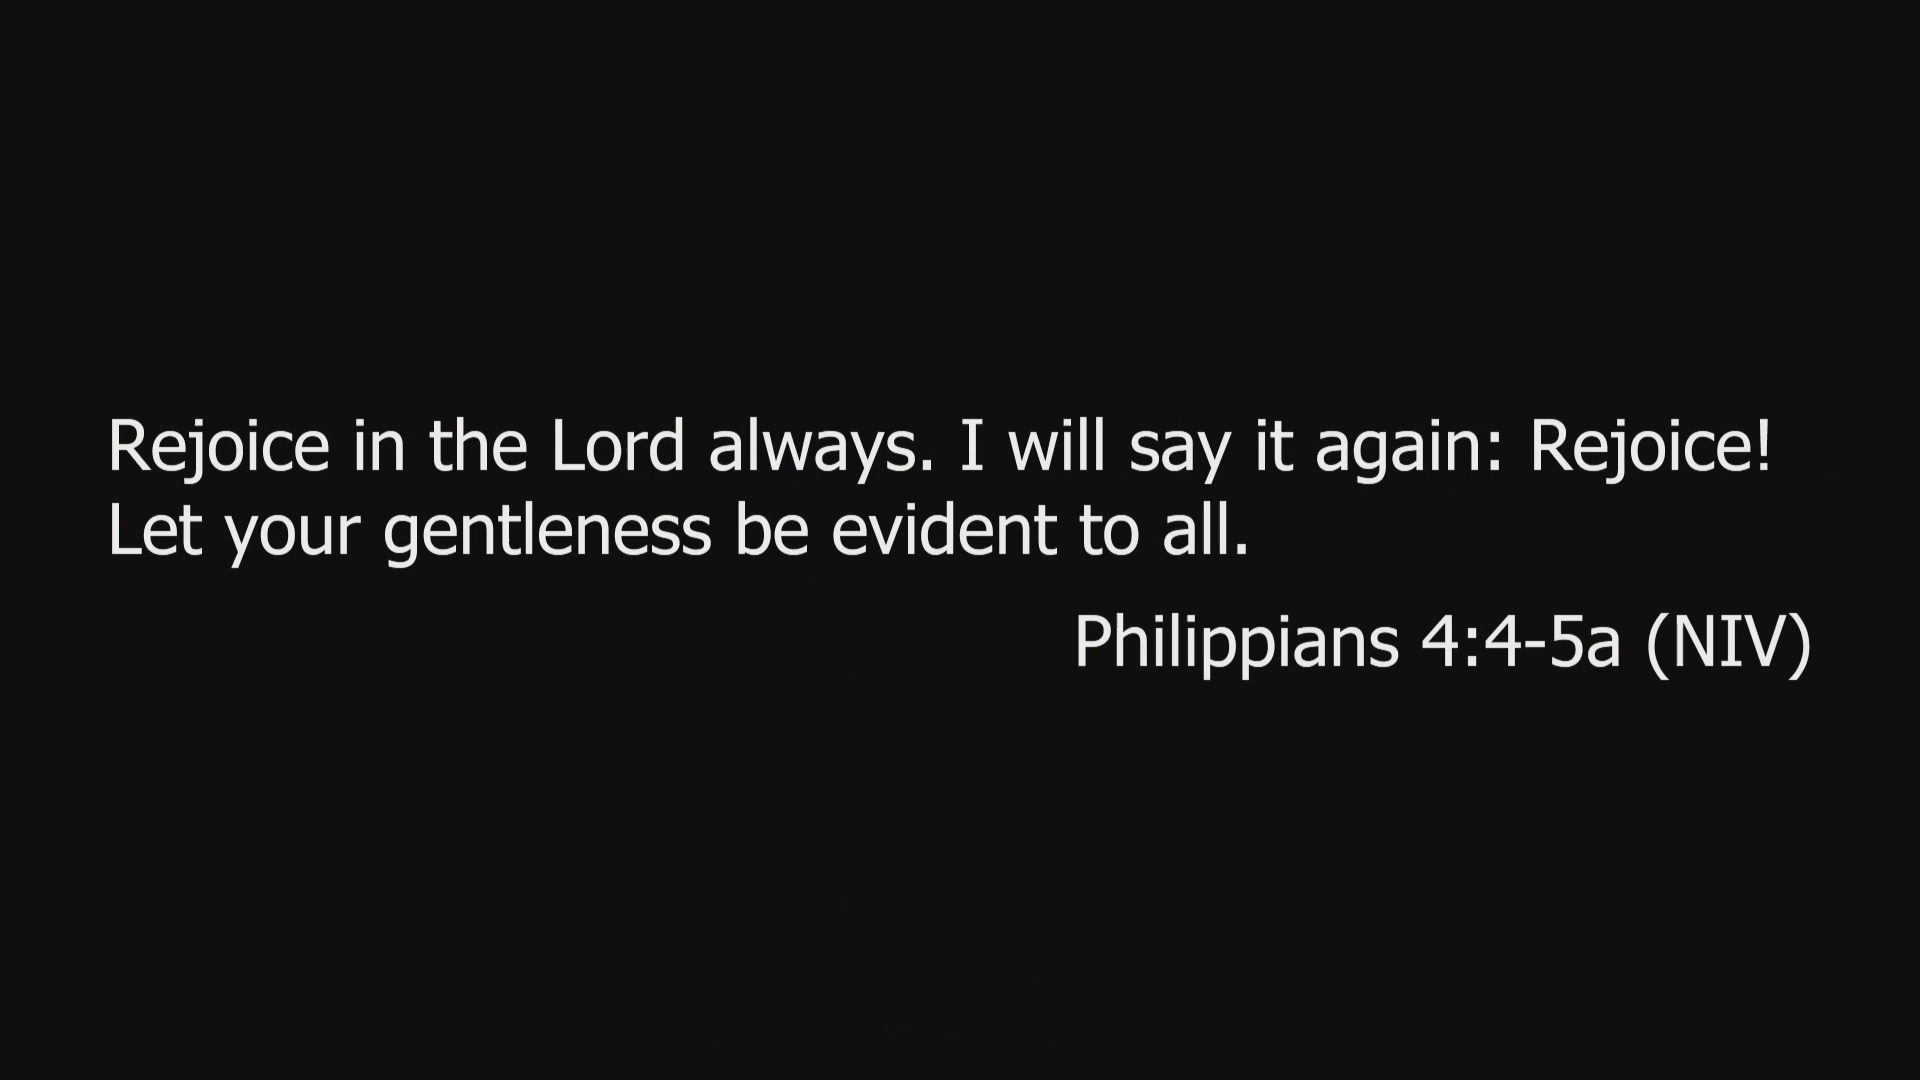 Rejoice in the Lord always. I will say it again: Rejoice!
Let your gentleness be evident to all.
Philippians 4:4-5a (NIV)